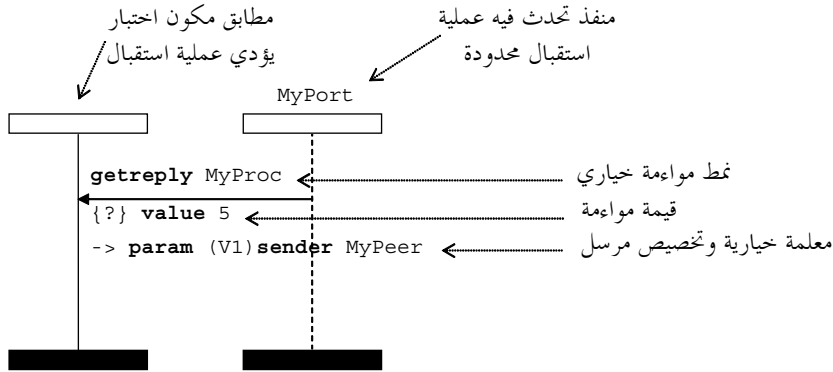 منفذ تحدث فيه عملية
استقبال محدودة
مطابق مكون اختبار
يؤدي عملية استقبال
MyPort
getreply MyProc
نمط مواءمة خياري
{?} value 5
قيمة مواءمة
-> param (V1)sender MyPeer
معلمة خيارية وتخصيص مرسل